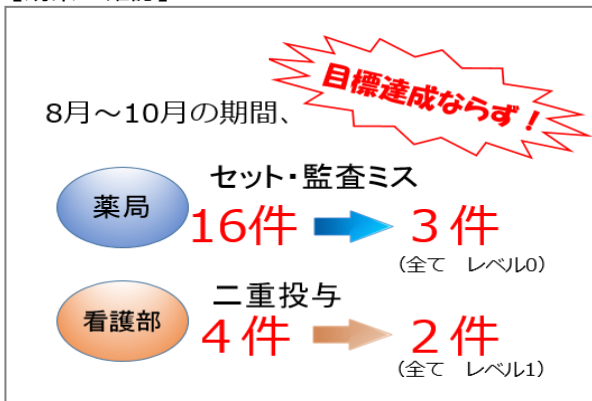 目標達成ならず！
8月～10月の期間、
セット・監査ミス
薬局
16件
3件
（全て　レベル0）
二重投与
看護部
4件
2件
（全て　レベル1）